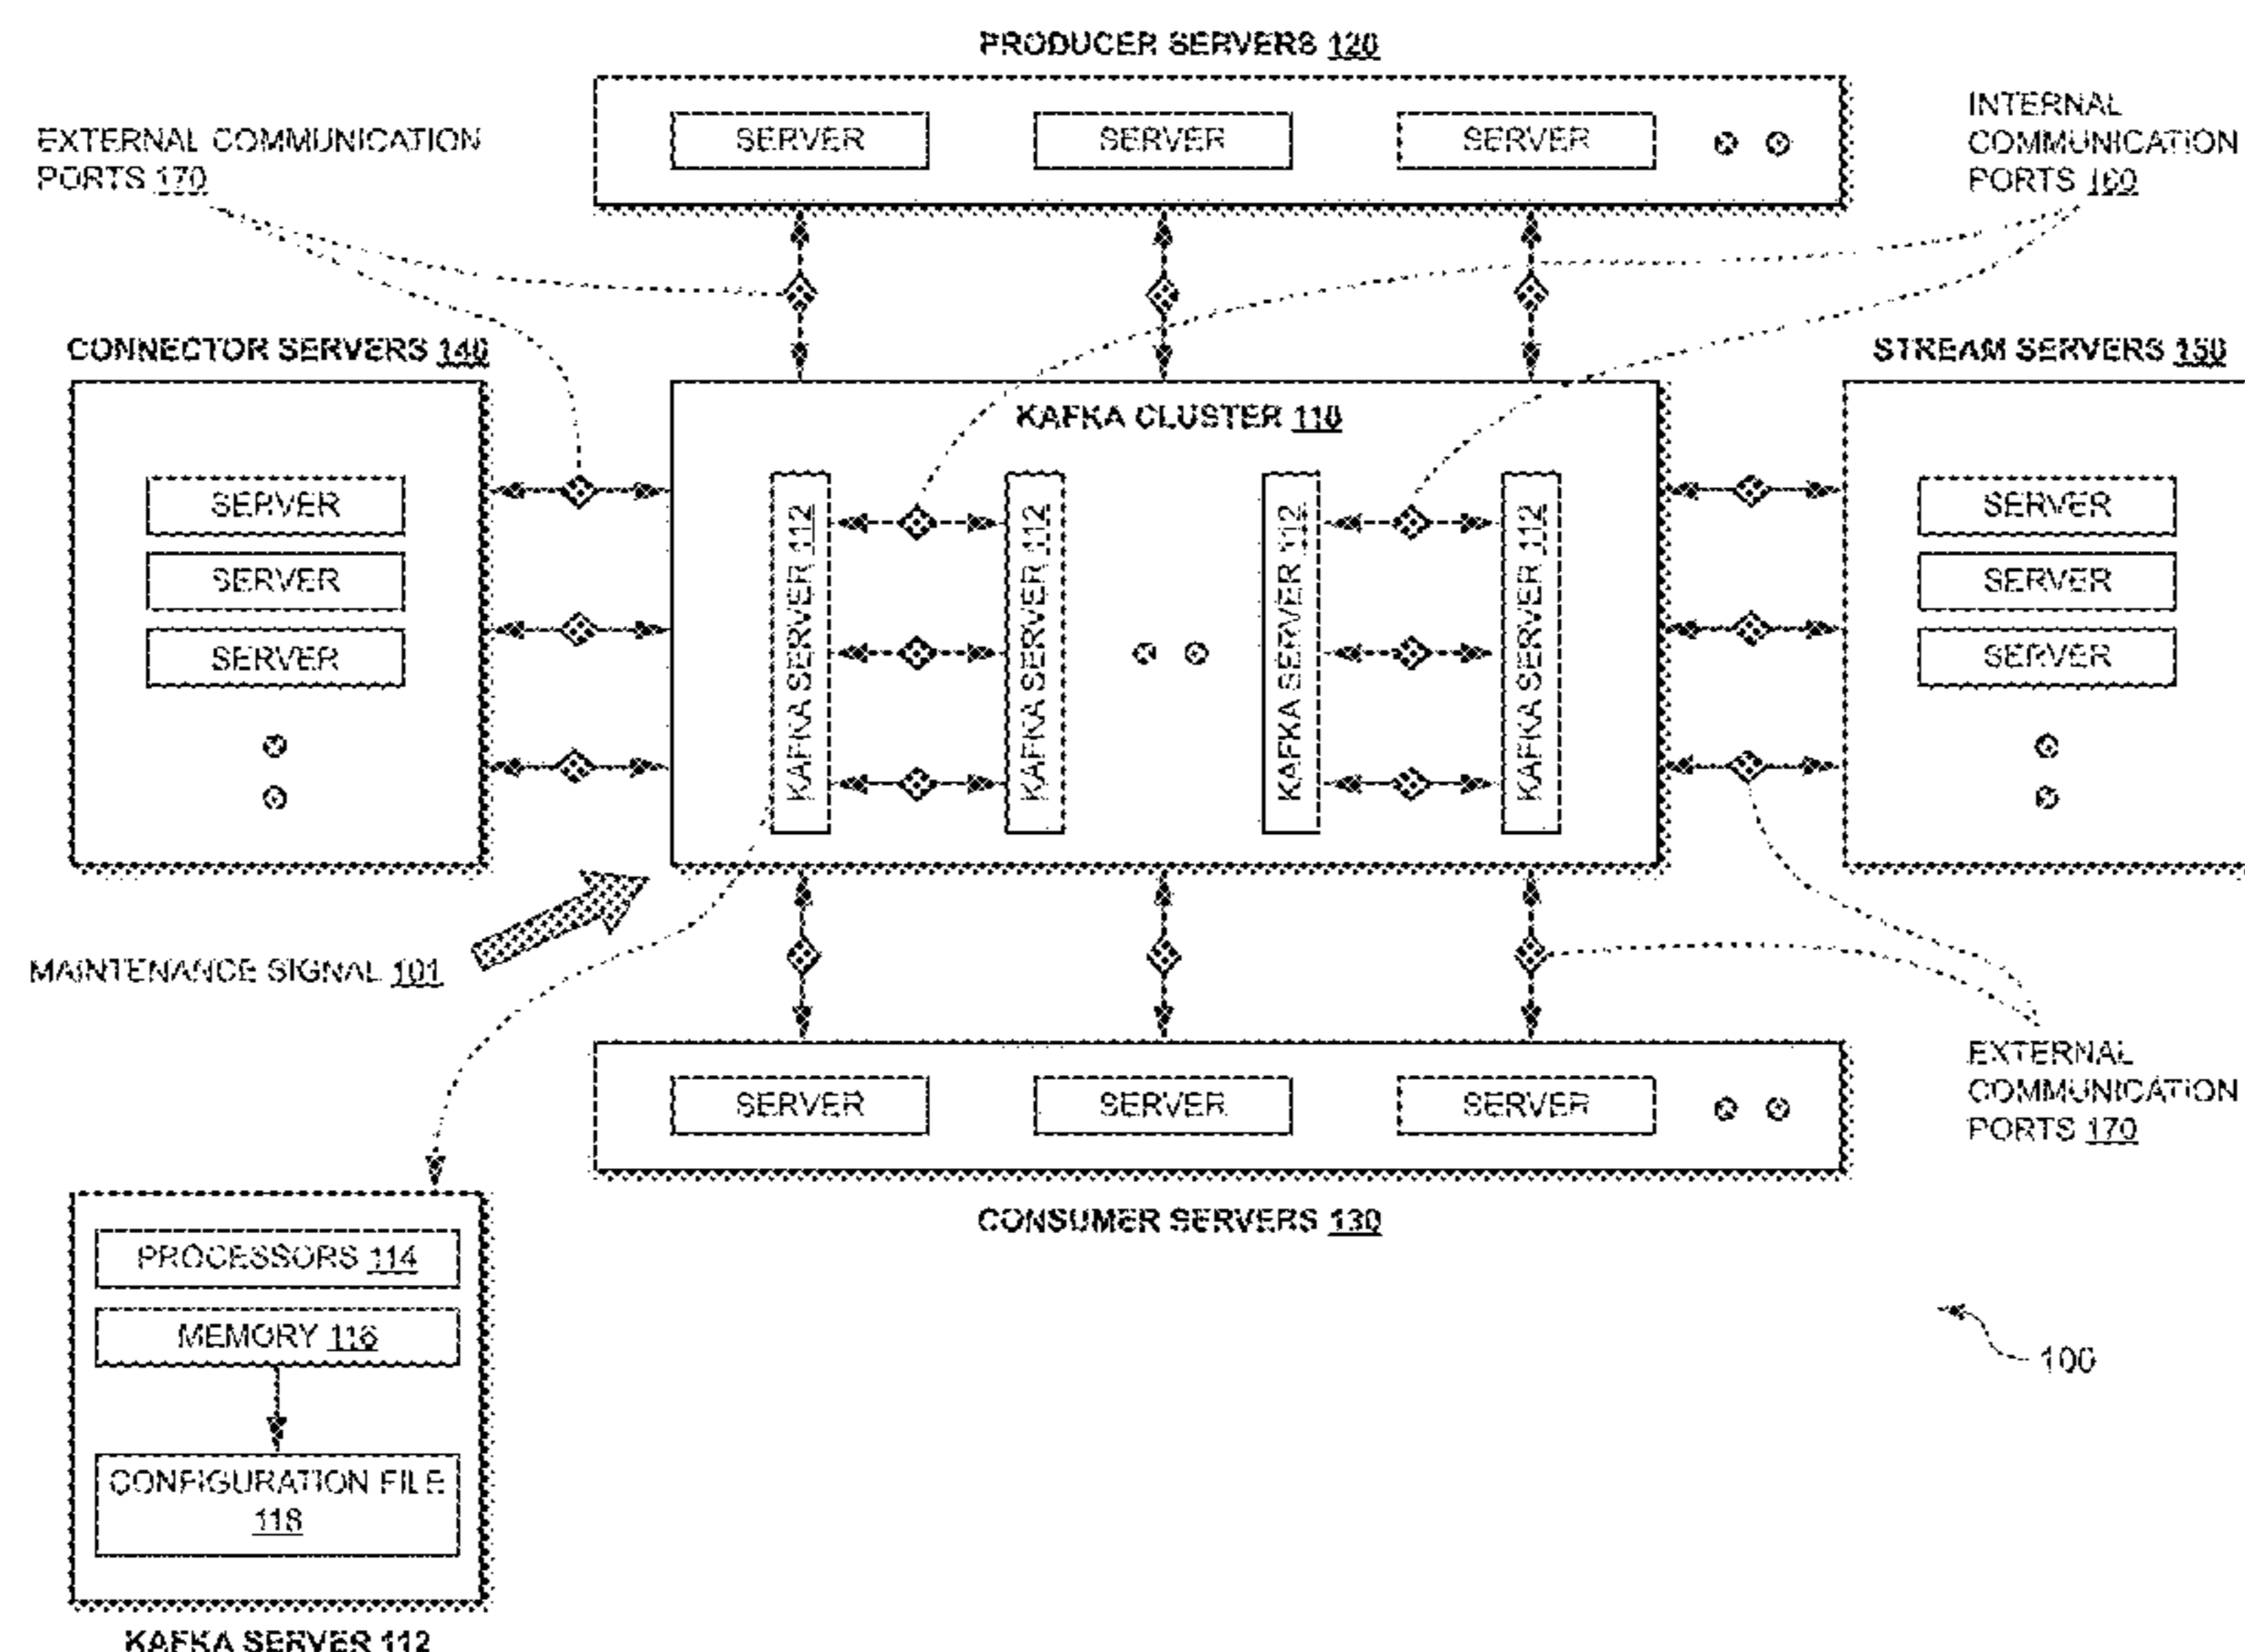 PRODUCER SERVERS 120
SERVER
SERVER
SERVER
EXTERNAL COMMUNICATION
PORTS 170
INTERNAL
COMMUNICATION
PORTS 160
CONNECTOR SERVERS 140
SERVER
SERVER
SERVER
KAFKA CLUSTER 110
KAFKA SERVER 112
KAFKA SERVER 112
KAFKA SERVER 112
KAFKA SERVER 112
STREAM SERVERS 150
SERVER
SERVER
SERVER
MAINTENANCE SIGNAL 101
SERVER
SERVER
SERVER
CONSUMER SERVERS 130
EXTERNAL
COMMUNICATION
PORTS 170
PROCESSORS 114
MEMORY 116
CONFIGURATION FILE
118
KAFKA SERVER 112
100